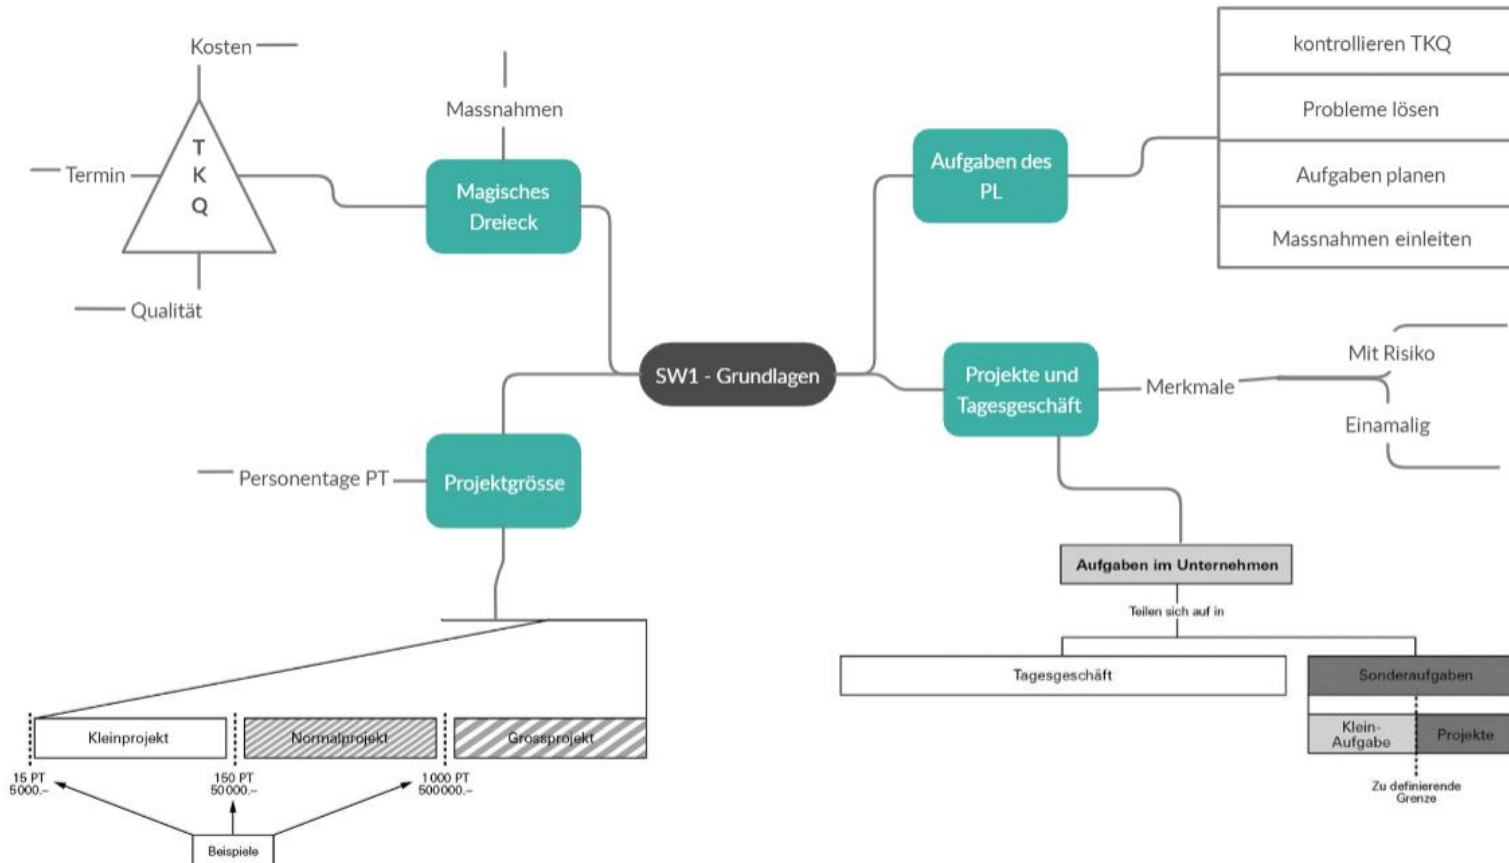 Kosten
Massnahmen
T
K
Q
Termin
Magisches
Dreieck
Qualität
Aufgaben des
PL
kontrollieren TKQ
Probleme lösen
Aufgaben planen
Massnahmen einleiten
SW1 - Grundlagen
Projekte und
Tagesgeschäft
Merkmale
Mit Risiko
Einamalig
Personentage PT
Projektgrösse
Aufgaben im Unternehmen
Teilen sich auf in
Tagesgeschäft
Sonderaufgaben
Klein-
Aufgabe
Projekte
Zu definierende
Grenze
Kleinprojekt
Normalprojekt
Grossprojekt
15 PT
5000.–
150 PT
50000.–
1000 PT
500000.–
Beispiele